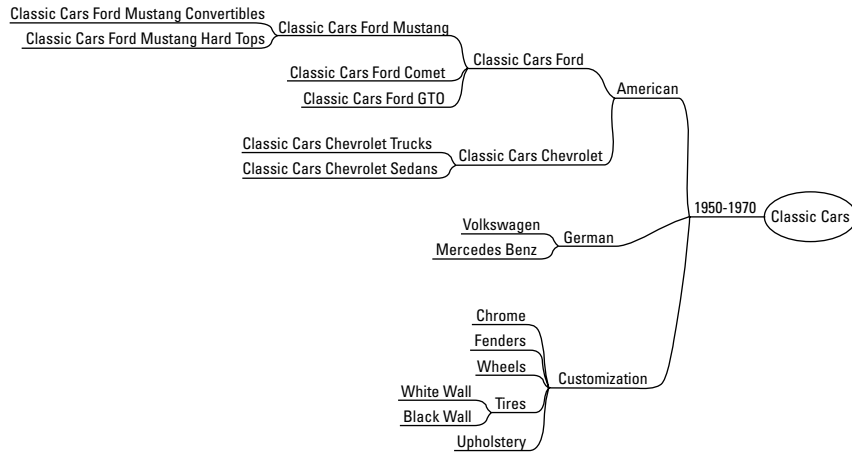 Classic Cars Ford Mustang Convertibles
Classic Cars Ford Mustang Hard Tops
Classic Cars Ford Mustang
Classic Cars Ford Comet
Classic Cars Ford GTO
Classic Cars Ford
American
Classic Cars Chevrolet Trucks
Classic Cars Chevrolet Sedans
Classic Cars Chevrolet
1950-1970
Classic Cars
Volkswagen
Mercedes Benz
German
Chrome
Fenders
Wheels
Customization
White Wall
Black Wall
Tires
Upholstery